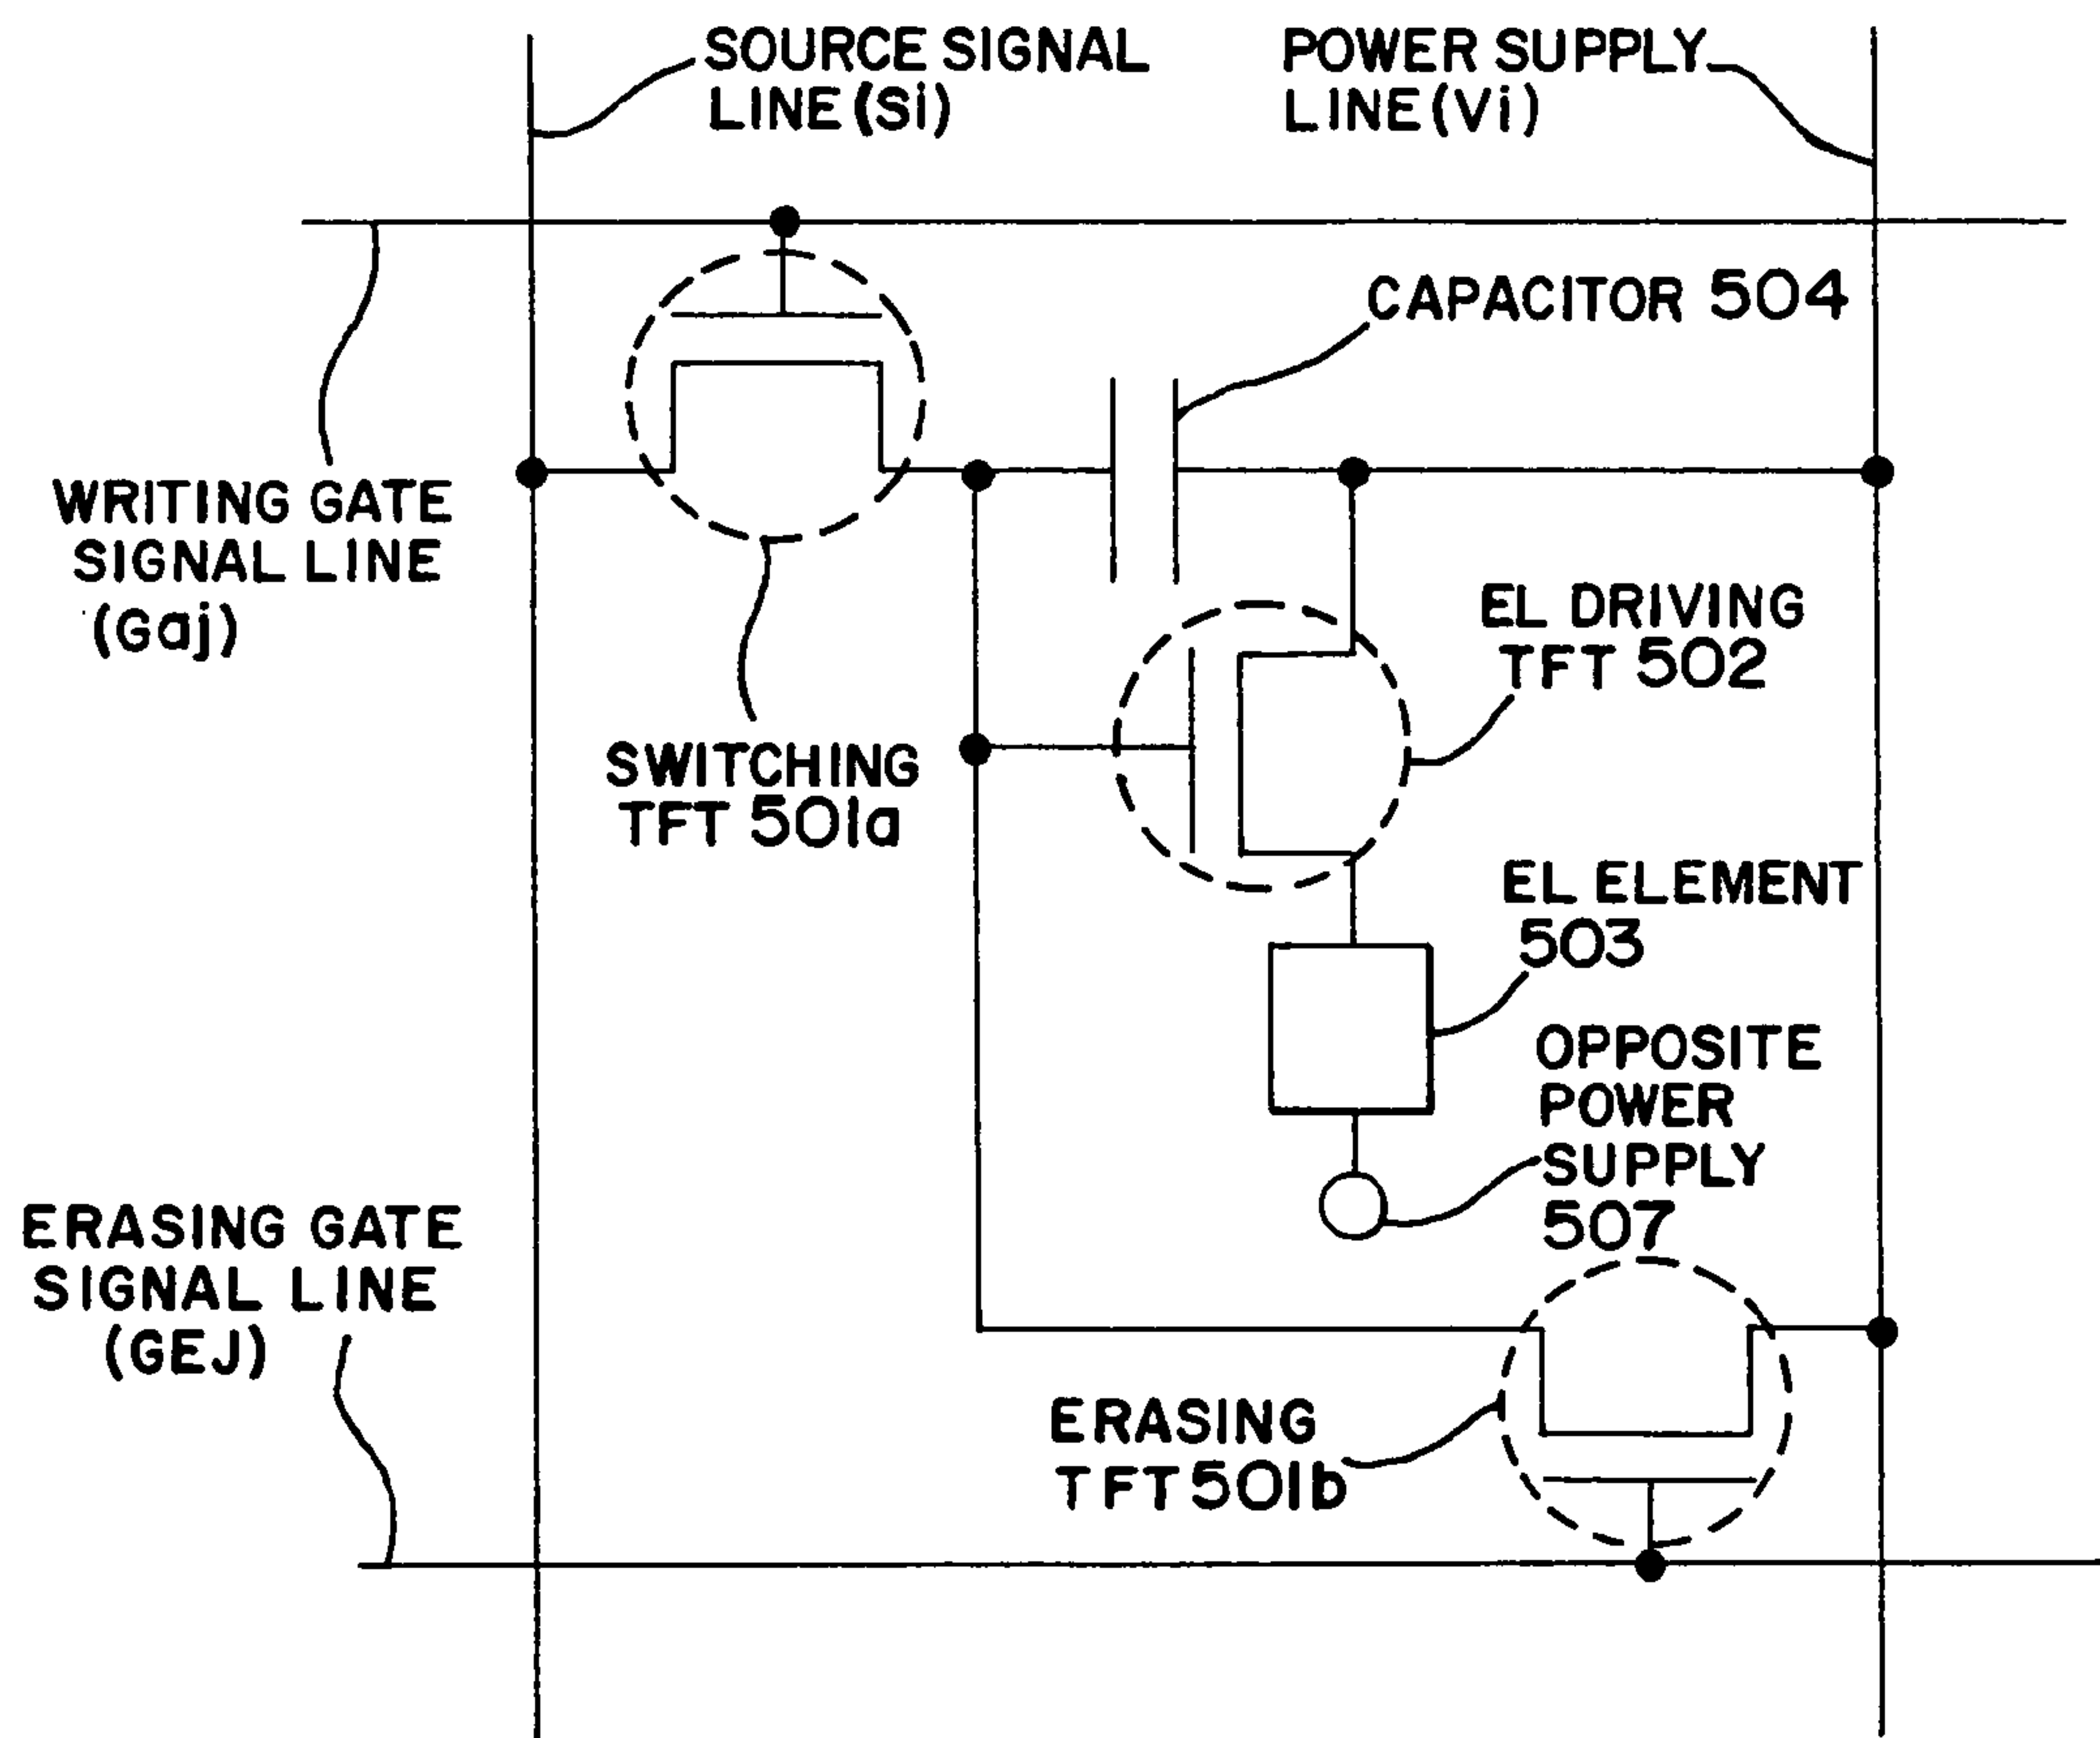 SOURCE SIGNAL
LINE (Si)
POWER SUPPLY
LINE (Vi)
CAPACITOR 504
WRITING GATE
SIGNAL LINE
(Gaj)
EL DRIVING
TFT 502
SWITCHING
TFT 501a
EL ELEMENT
503
OPPOSITE
POWER
SUPPLY
507
ERASING GATE
SIGNAL LINE
(GEJ)
ERASING
TFT 501b